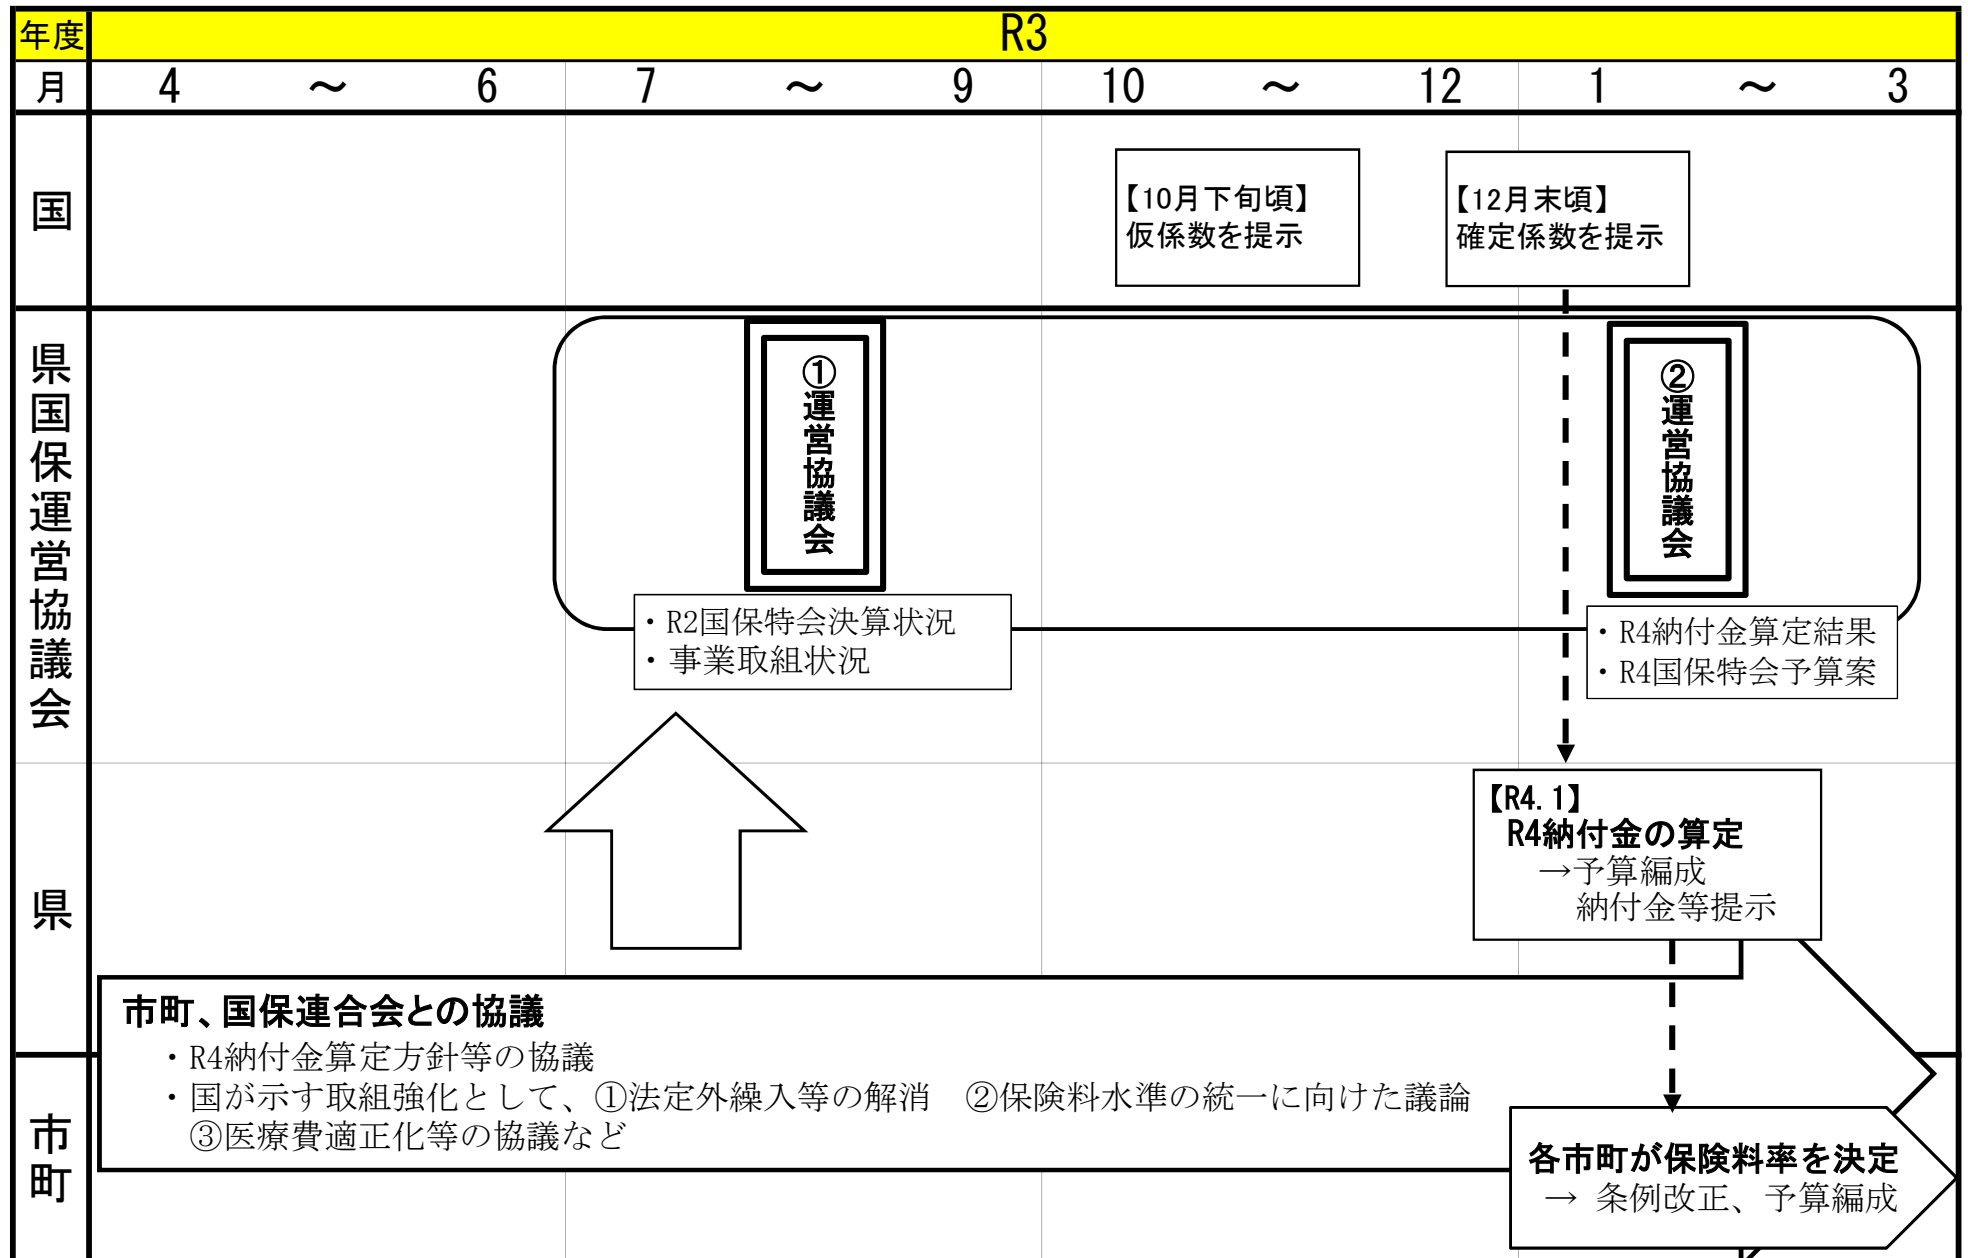 年度
R3
月
4 ～ 6 7 ～ 9 10 ～ 12 1 ～ 3
国
【10月下旬頃】
仮係数を提示
【12月末頃】
確定係数を提示
県国保運営協議会
①運営協議会
・R2国保特会決算状況
・事業取組状況
②運営協議会
・R4納付金算定結果
・R4国保特会予算案
県
【R4.1】
R4納付金の算定
→予算編成
納付金等提示
市町、国保連合会との協議
・R4納付金算定方針等の協議
・国が示す取組強化として、①法定外繰入等の解消　②保険料水準の統一に向けた議論
③医療費適正化等の協議など
市町
各市町が保険料率を決定
→ 条例改正、予算編成